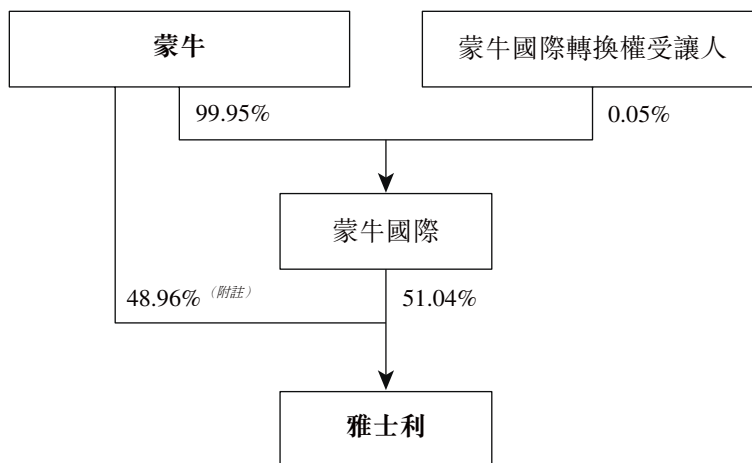 蒙牛
蒙牛國際轉換權受讓人
99.95%
0.05%
蒙牛國際
48.96%（附註）
51.04%
雅士利